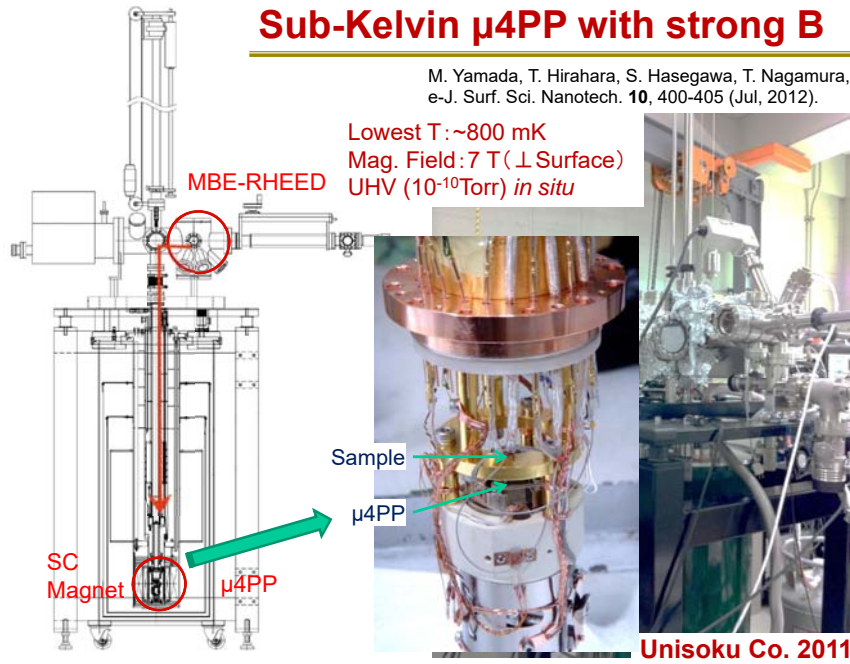 Sub-Kelvin μ4PP with strong B
M. Yamada, T. Hirahara, S. Hasegawa, T. Nagamura,
e-J. Surf. Sci. Nanotech. 10, 400-405 (Jul, 2012).
Lowest T:~800 mK
Mag. Field:7 T(⊥Surface)
UHV (10⁻¹⁰Torr) in situ
MBE-RHEED
Sample
μ4PP
SC
Magnet
μ4PP
Unisoku Co. 2011